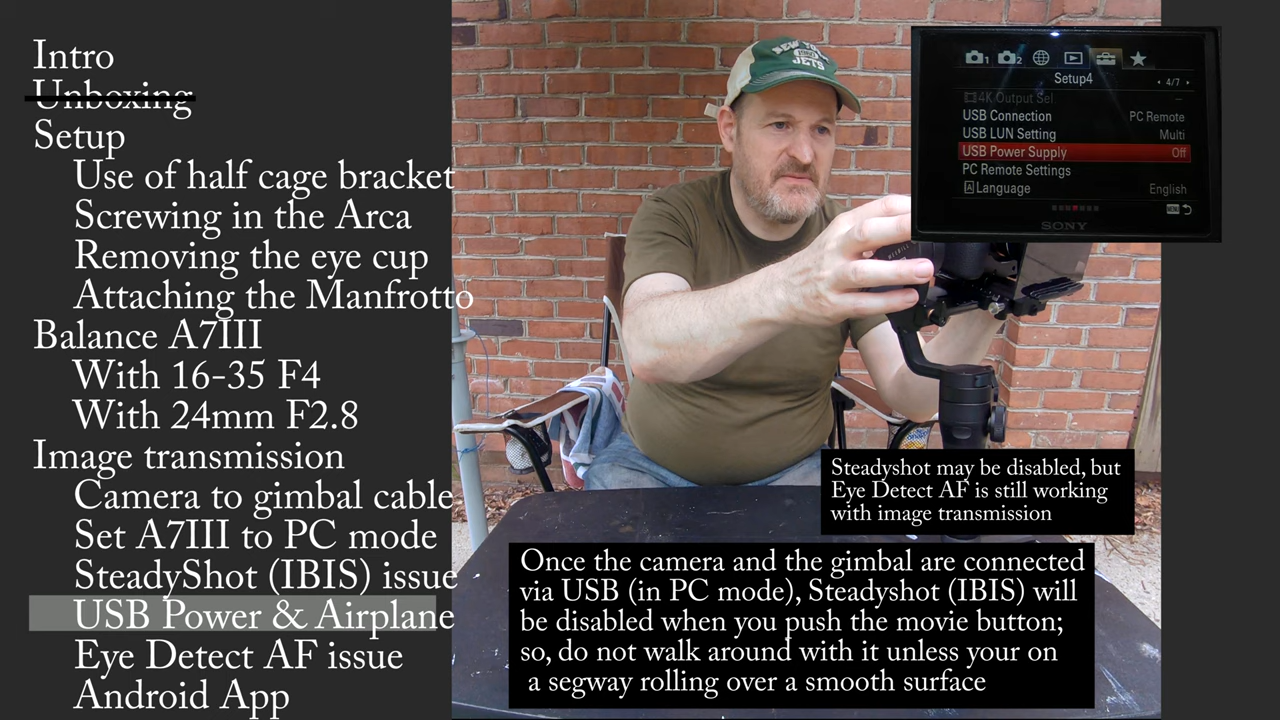 Intro
Unboxing
Setup
Use of half cage bracket
Screwing in the Arca
Removing the eye cup
Attaching the Manfrotto
Balance A7III
With 16-35 F4
With 24mm F2.8
Image transmission
Camera to gimbal cable
Set A7III to PC mode
SteadyShot (IBIS) issue
USB Power & Airplane
Eye Detect AF issue
Android App
NEW YORK
JETS
1 2
Setup4 4/7
4K Output Sel. --
USB Connection PC Remote
USB LUN Setting Multi
USB Power Supply Off
PC Remote Settings
A Language English
MENU
SONY
Steadyshot may be disabled, but
Eye Detect AF is still working
with image transmission
Once the camera and the gimbal are connected
via USB (in PC mode), Steadyshot (IBIS) will
be disabled when you push the movie button;
so, do not walk around with it unless your on
a segway rolling over a smooth surface